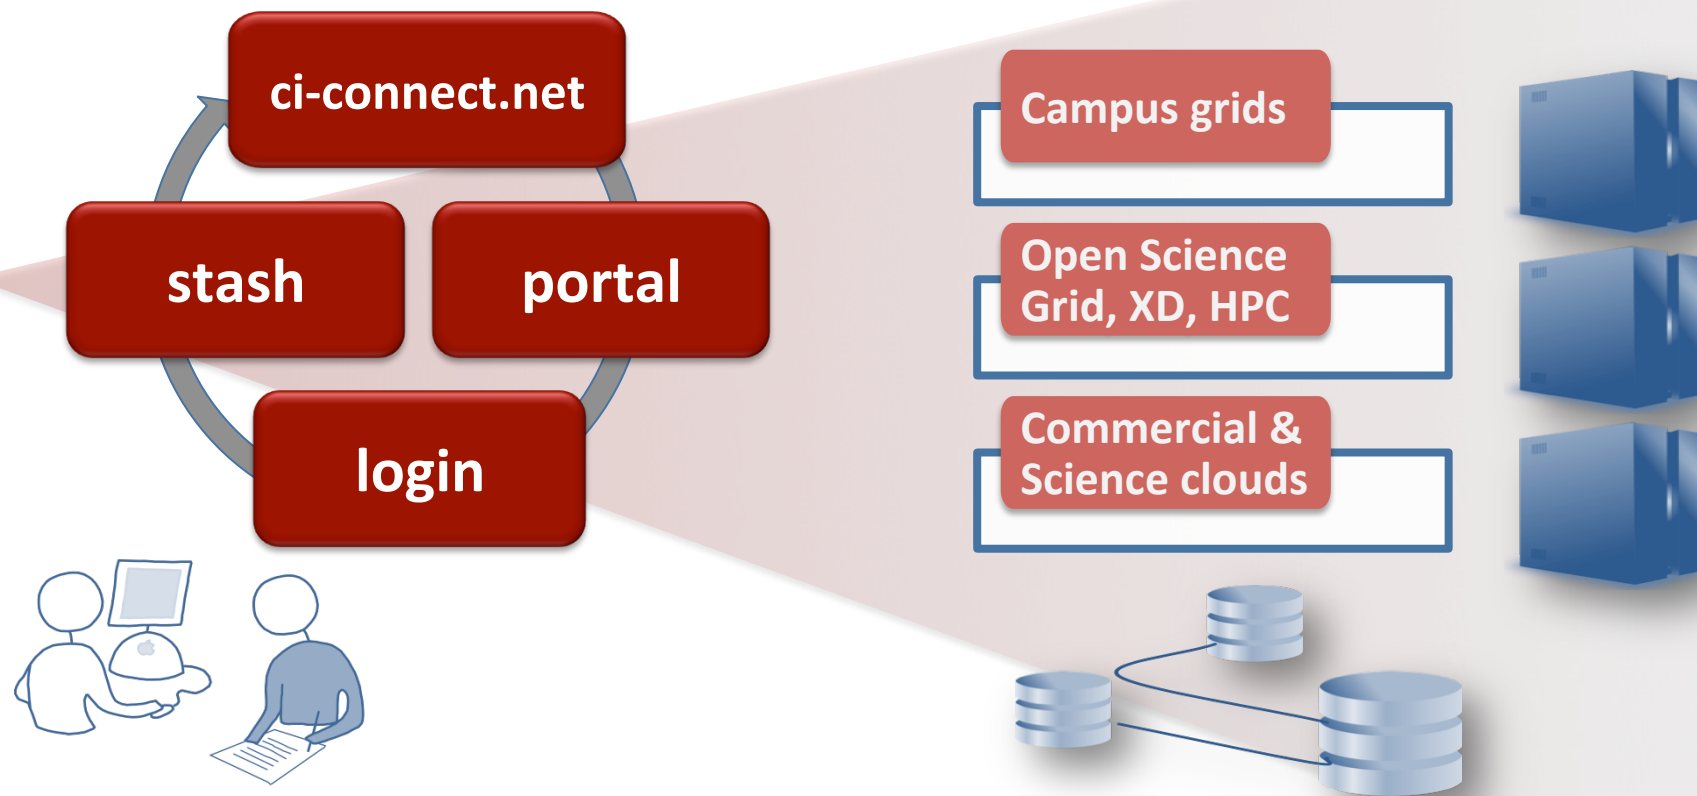 ci-connect.net
stash
portal
login
Campus grids
Open Science
Grid, XD, HPC
Commercial &
Science clouds